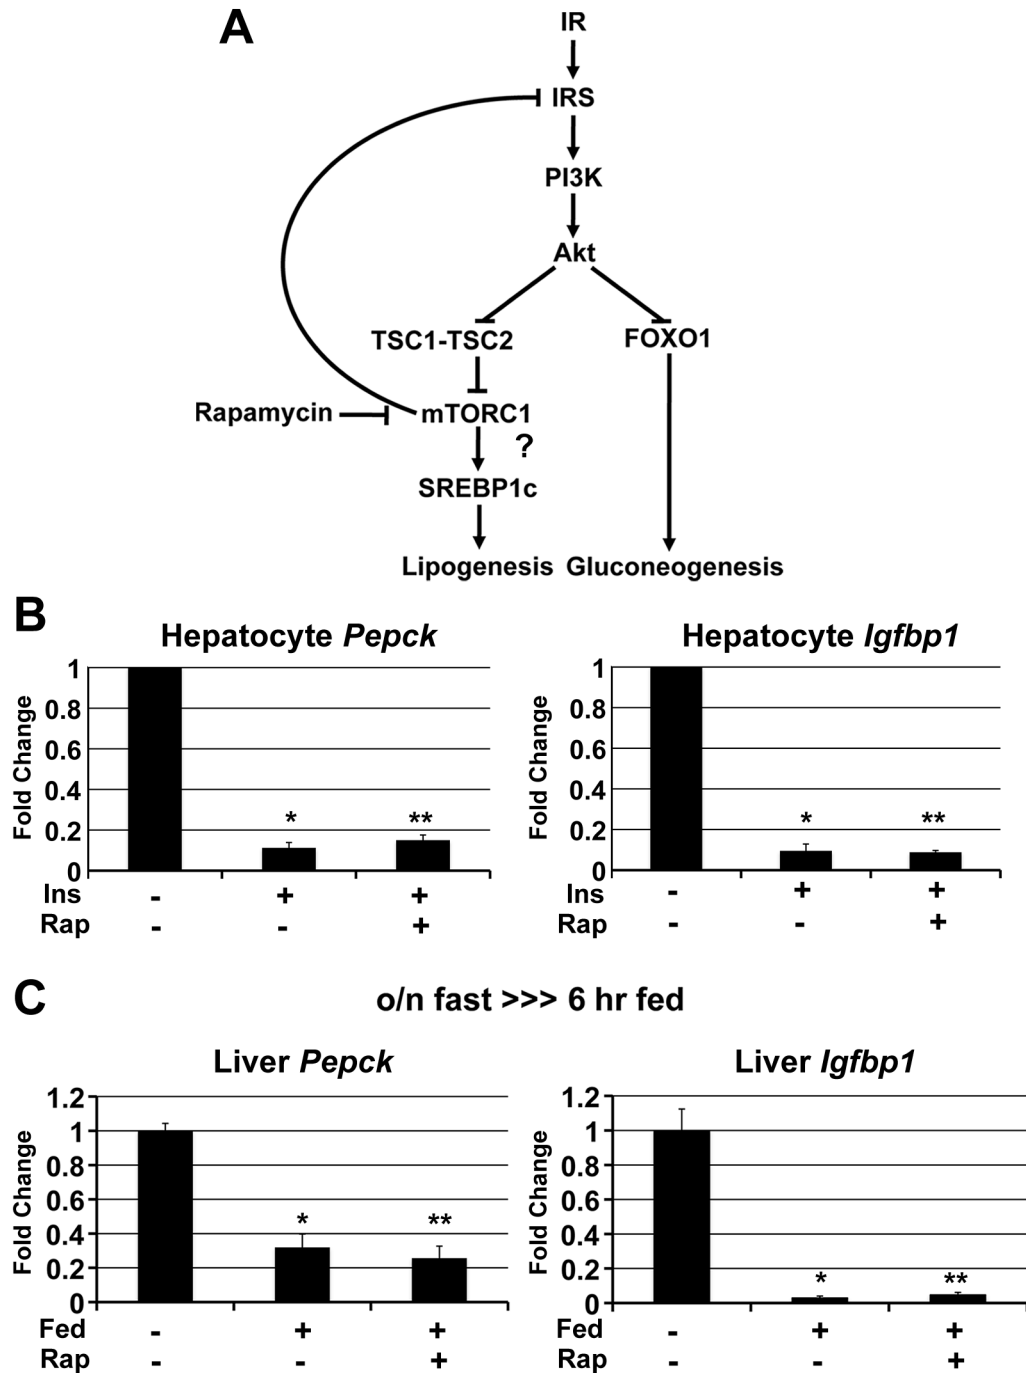 A
IR
IRS
PI3K
Akt
TSC1-TSC2 FOXO1
Rapamycin mTORC1
?
SREBP1c
Lipogenesis Gluconeogenesis
B
Hepatocyte Pepck
Fold Change
1
0.8
0.6
0.4
0.2
0
* **
Ins - + +
Rap - - +
Hepatocyte Igfbp1
Fold Change
1
0.8
0.6
0.4
0.2
0
* **
Ins - + +
Rap - - +
C
o/n fast >>> 6 hr fed
Liver Pepck
Fold Change
1.2
1
0.8
0.6
0.4
0.2
0
* **
Fed - + +
Rap - - +
Liver Igfbp1
Fold Change
1.2
1
0.8
0.6
0.4
0.2
0
* **
Fed - + +
Rap - - +